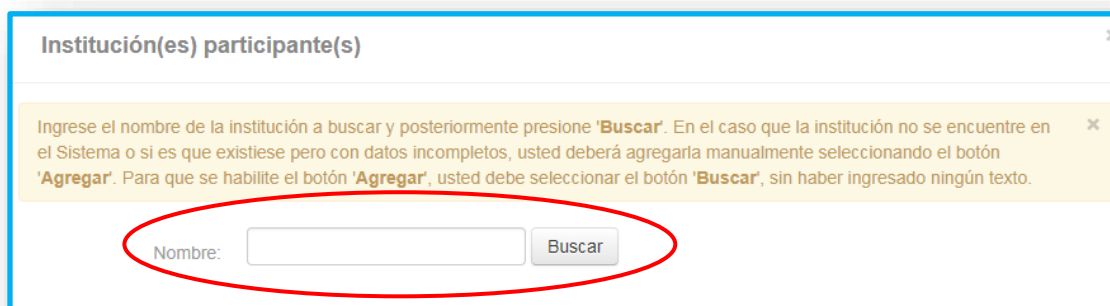 Institución(es) participante(s)
Ingrese el nombre de la institución a buscar y posteriormente presione 'Buscar'. En el caso que la institución no se encuentre en
el Sistema o si es que existiese pero con datos incompletos, usted deberá agregarla manualmente seleccionando el botón
'Agregar'. Para que se habilite el botón 'Agregar', usted debe seleccionar el botón 'Buscar', sin haber ingresado ningún texto.
Nombre: Buscar